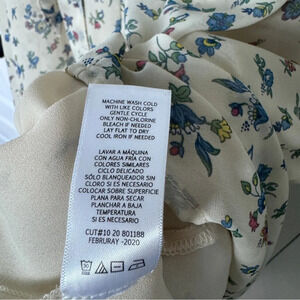 MACHINE WASH COLD
WITH LIKE COLORS
GENTLE CYCLE
ONLY NON-CHLORINE
BLEACH IF NEEDED
LAY FLAT TO DRY
COOL IRON IF NEEDED
LAVAR A MÁQUINA
CON AGUA FRÍA CON
COLORES SIMILARES
CICLO DELICADO
SÓLO BLANQUEADOR SIN
CLORO SI ES NECESARIO
COLOCAR SOBRE SUPERFICIE
PLANA PARA SECAR
PLANCHAR A BAJA
TEMPERATURA
SI ES NECESARIO
CUT#10 20 801188
FEBRURAY -2020